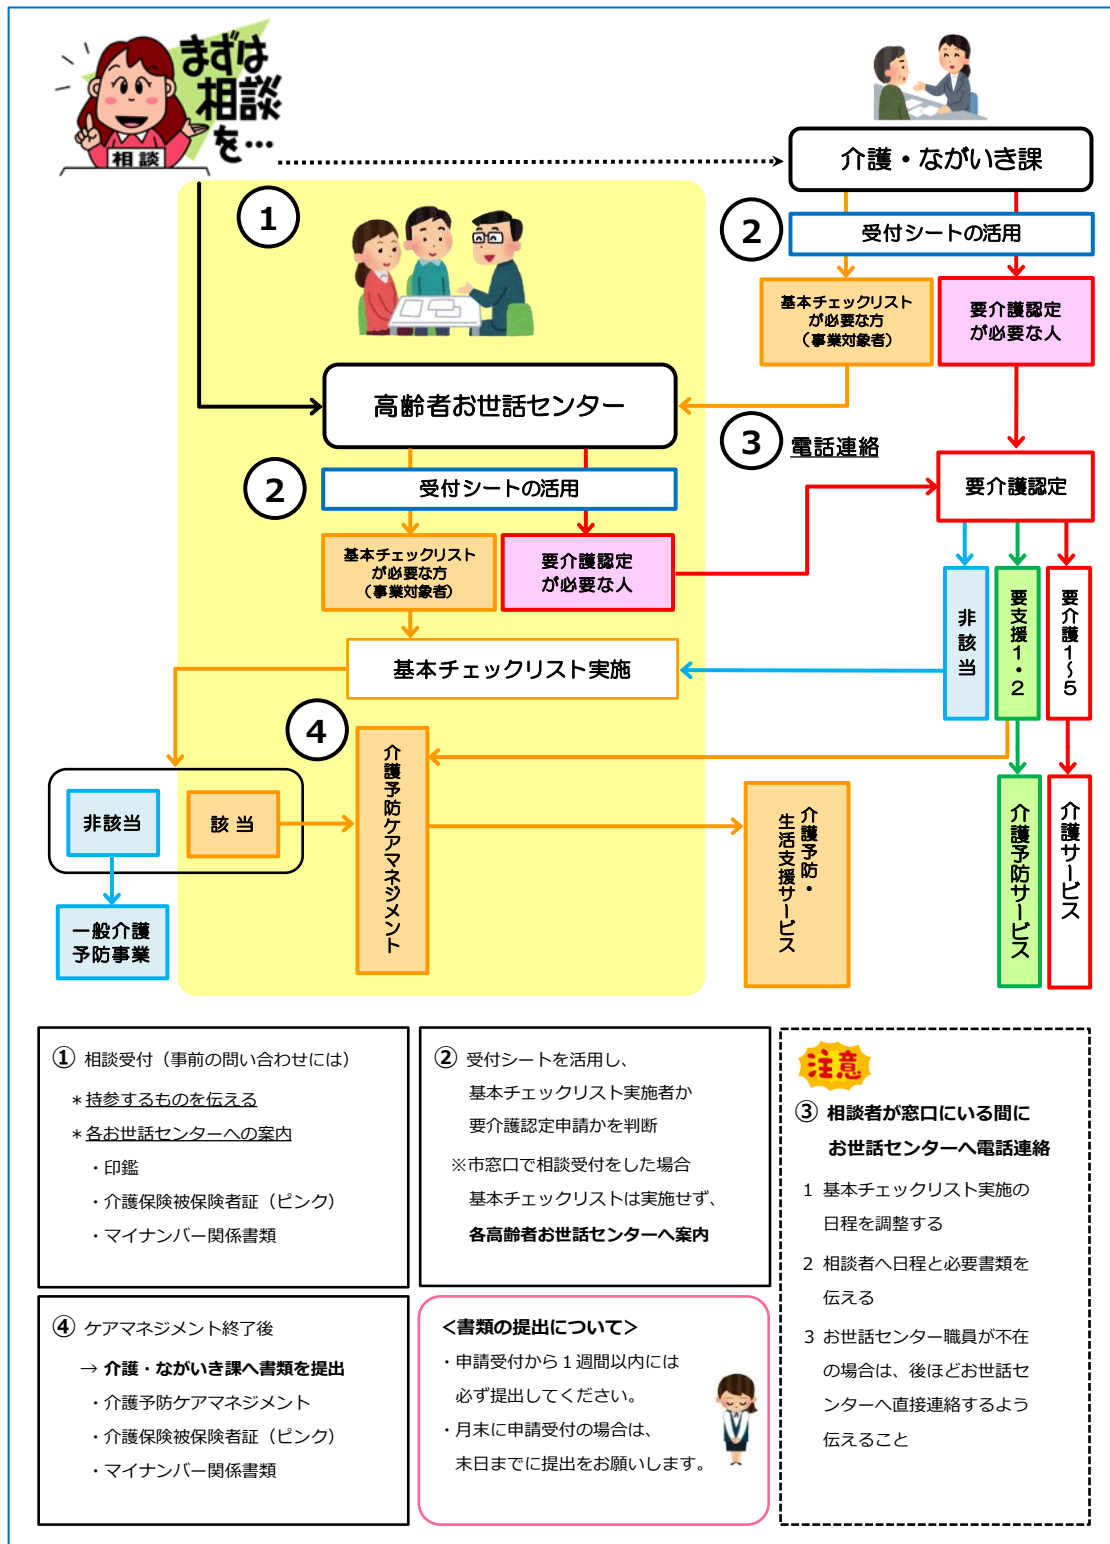 まずは
相談
を…
相談
介護・ながいき課
①
②
受付シートの活用
基本チェックリスト
が必要な方
（事業対象者）
要介護認定
が必要な人
高齢者お世話センター
③
電話連絡
②
受付シートの活用
要介護認定
基本チェックリスト
が必要な方
（事業対象者）
要介護認定
が必要な人
非該当
要支援１・２
要介護１～５
基本チェックリスト実施
④
介護予防ケアマネジメント
非該当
該当
介護予防・
生活支援サービス
介護予防サービス
介護サービス
一般介護
予防事業
① 相談受付（事前の問い合わせには）
＊持参するものを伝える
＊各お世話センターへの案内
・印鑑
・介護保険被保険者証（ピンク）
・マイナンバー関係書類
② 受付シートを活用し、
基本チェックリスト実施者か
要介護認定申請かを判断
※市窓口で相談受付をした場合
基本チェックリストは実施せず、
各高齢者お世話センターへ案内
注意
③ 相談者が窓口にいる間に
お世話センターへ電話連絡
1 基本チェックリスト実施の
日程を調整する
2 相談者へ日程と必要書類を
伝える
3 お世話センター職員が不在
の場合は、後ほどお世話セ
ンターへ直接連絡するよう
伝えること
④ ケアマネジメント終了後
→ 介護・ながいき課へ書類を提出
・介護予防ケアマネジメント
・介護保険被保険者証（ピンク）
・マイナンバー関係書類
＜書類の提出について＞
・申請受付から１週間以内には
必ず提出してください。
・月末に申請受付の場合は、
末日までに提出をお願いします。